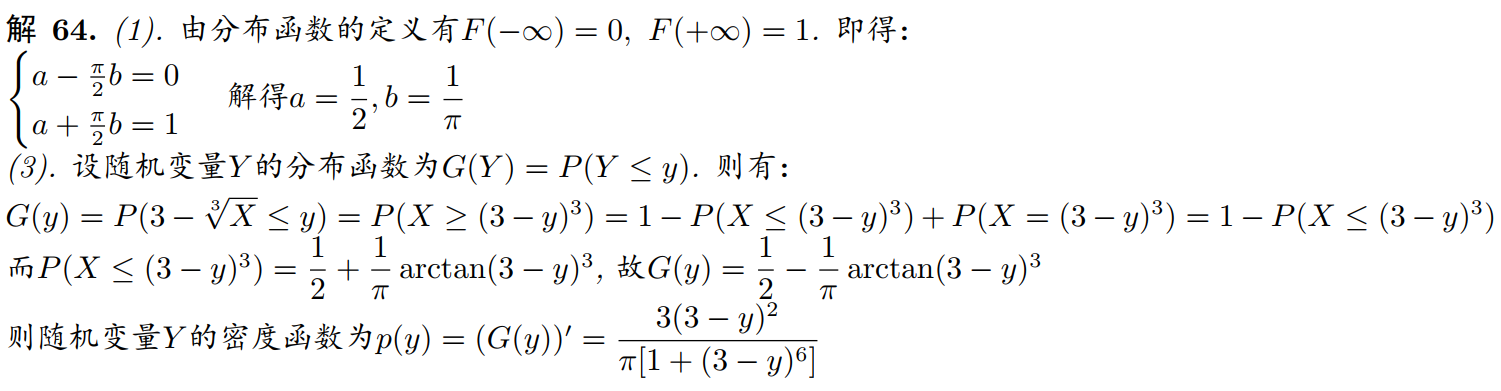 解 64. (1). 由分布函数的定义有F(−∞) = 0, F(+∞) = 1. 即得:
{ a − π/2 b = 0
a + π/2 b = 1 解得a = 1/2, b = 1/π
(3). 设随机变量Y的分布函数为G(Y) = P(Y ≤ y). 则有:
G(y) = P(3 − ∛X ≤ y) = P(X ≥ (3 − y)³) = 1 − P(X ≤ (3 − y)³) + P(X = (3 − y)³) = 1 − P(X ≤ (3 − y)³)
而P(X ≤ (3 − y)³) = 1/2 + 1/π arctan(3 − y)³, 故G(y) = 1/2 − 1/π arctan(3 − y)³
则随机变量Y的密度函数为p(y) = (G(y))′ = 3(3 − y)² / π[1 + (3 − y)⁶]